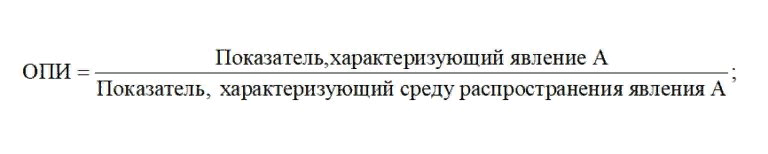 Показатель,характеризующий явление А
ОПИ = ;
Показатель, характеризующий среду распространения явления А